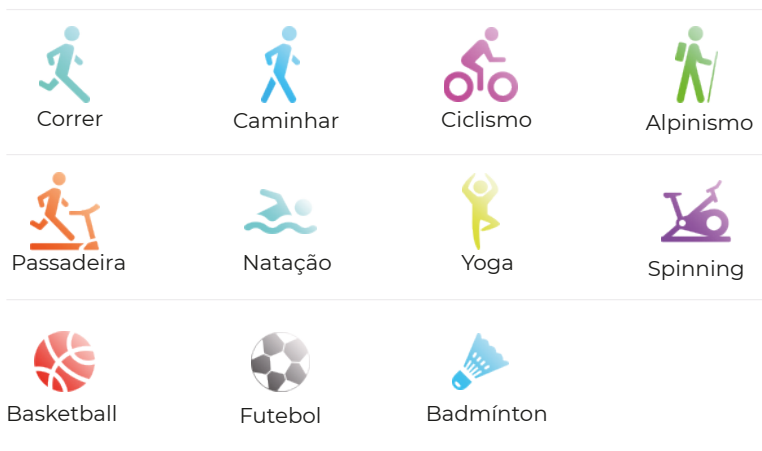 Correr
Caminhar
Ciclismo
Alpinismo
Passadeira
Natação
Yoga
Spinning
Basketball
Futebol
Badmínton